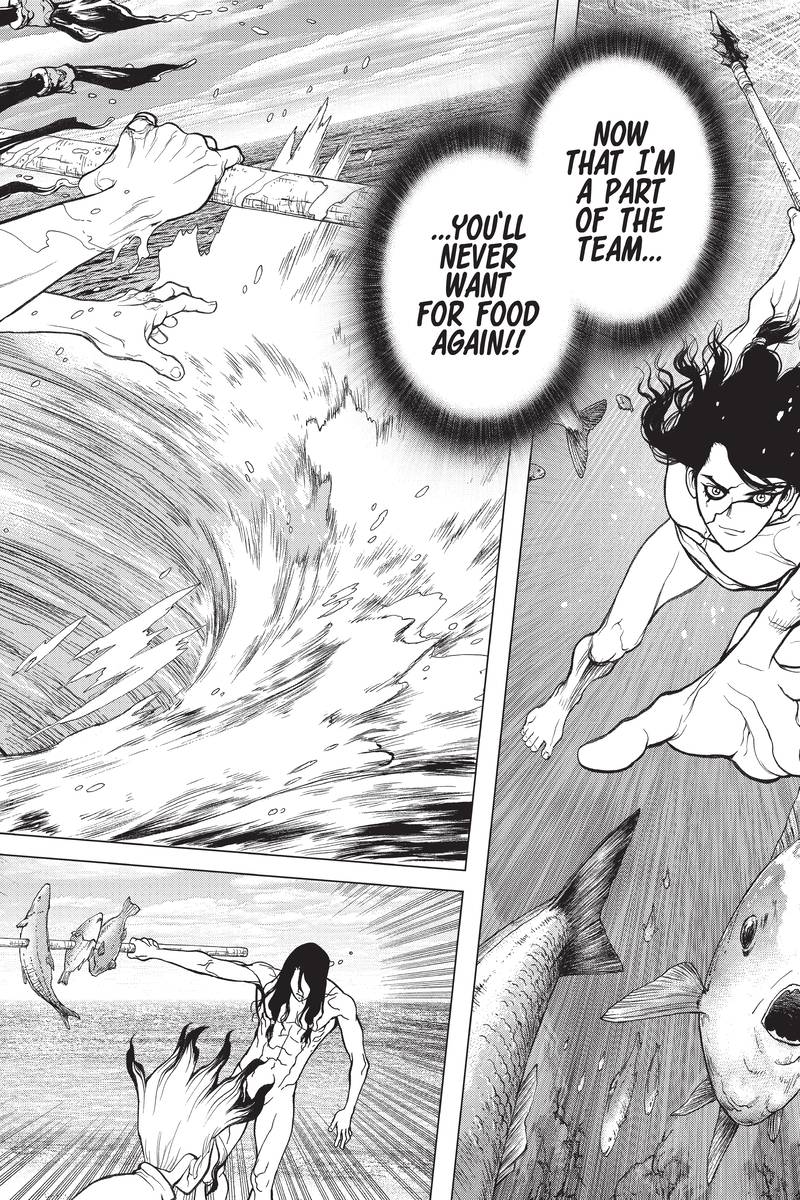 NOW
THAT I'M
A PART
OF THE
TEAM...
...YOU'LL
NEVER
WANT
FOR FOOD
AGAIN!!